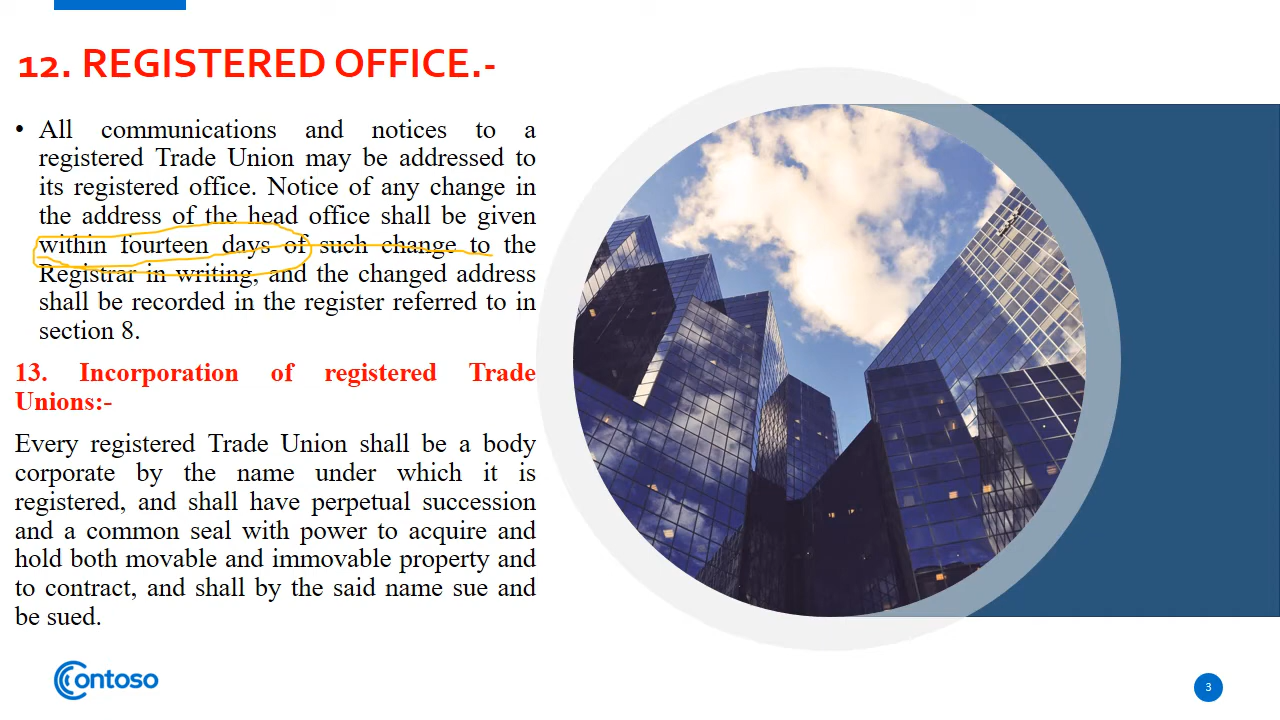 12. REGISTERED OFFICE.-
• All communications and notices to a
registered Trade Union may be addressed to
its registered office. Notice of any change in
the address of the head office shall be given
within fourteen days of such change to the
Registrar in writing, and the changed address
shall be recorded in the register referred to in
section 8.
13. Incorporation of registered Trade
Unions:-
Every registered Trade Union shall be a body
corporate by the name under which it is
registered, and shall have perpetual succession
and a common seal with power to acquire and
hold both movable and immovable property and
to contract, and shall by the said name sue and
be sued.
Contoso
3